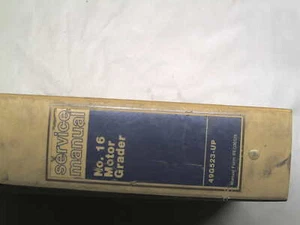 service
manual
No. 16
Motor
Grader
49G523-UP